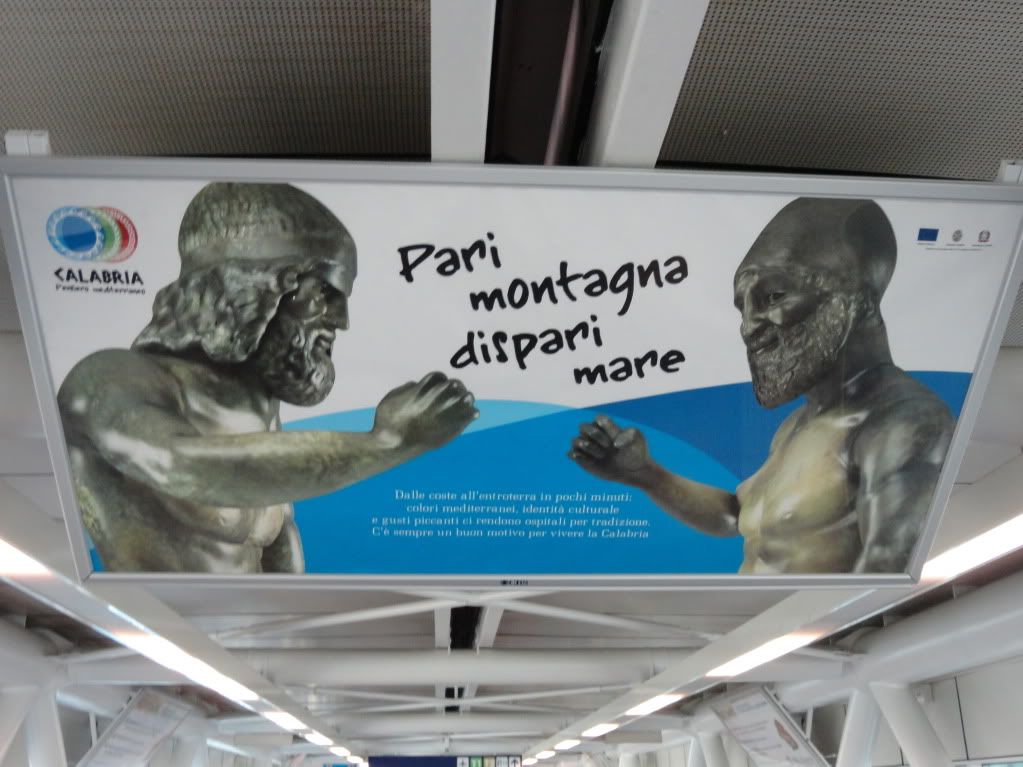 CALABRIA
Pari
montagna
dispari
mare
Dalle coste all'entroterra in pochi minuti:
colori mediterranei, identità culturale
e gusti piccanti ci rendono ospitali per tradizione.
C'è sempre un buon motivo per vivere la Calabria